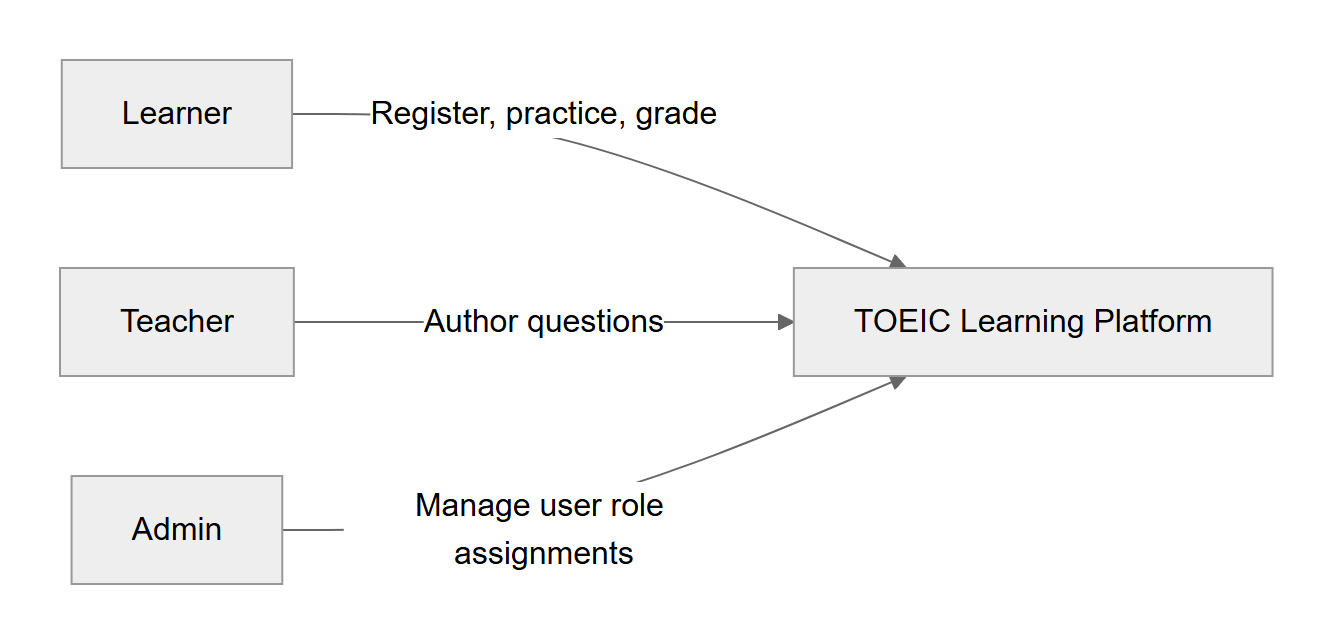 Learner
Register, practice, grade
Teacher
Author questions
TOEIC Learning Platform
Admin
Manage user role
assignments